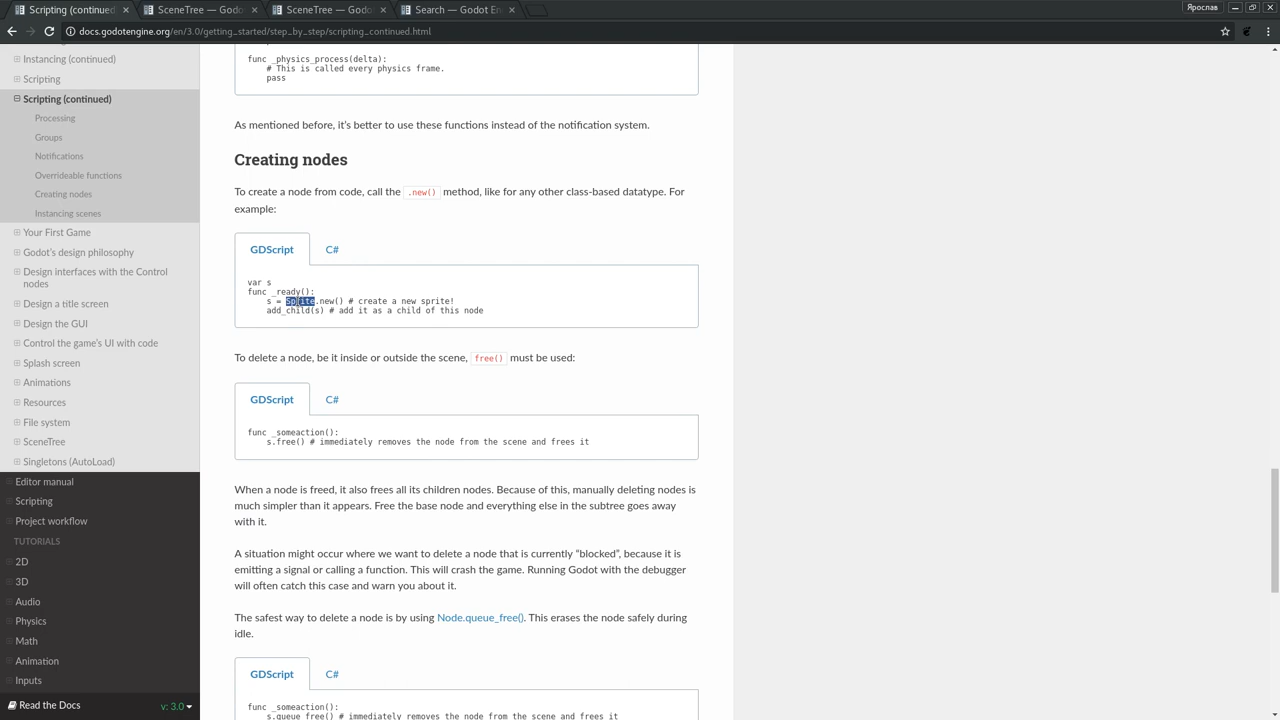 Scripting (continued
SceneTree — Godo
SceneTree — Godo
Search — Godot En
Ярослав
docs.godotengine.org/en/3.0/getting_started/step_by_step/scripting_continued.html
Instancing (continued)
Scripting
Scripting (continued)
Processing
Groups
Notifications
Overrideable functions
Creating nodes
Instancing scenes
Your First Game
Godot's design philosophy
Design interfaces with the Control
nodes
Design a title screen
Design the GUI
Control the game's UI with code
Splash screen
Animations
Resources
File system
SceneTree
Singletons (AutoLoad)
Editor manual
Scripting
Project workflow
TUTORIALS
2D
3D
Audio
Physics
Math
Animation
Inputs
Read the Docs
v: 3.0
func _physics_process(delta):
# This is called every physics frame.
pass
As mentioned before, it's better to use these functions instead of the notification system.
Creating nodes
To create a node from code, call the .new() method, like for any other class-based datatype. For
example:
GDScript C#
var s
func _ready():
s = Sprite.new() # create a new sprite!
add_child(s) # add it as a child of this node
To delete a node, be it inside or outside the scene, free() must be used:
GDScript C#
func _someaction():
s.free() # immediately removes the node from the scene and frees it
When a node is freed, it also frees all its children nodes. Because of this, manually deleting nodes is
much simpler than it appears. Free the base node and everything else in the subtree goes away
with it.
A situation might occur where we want to delete a node that is currently “blocked”, because it is
emitting a signal or calling a function. This will crash the game. Running Godot with the debugger
will often catch this case and warn you about it.
The safest way to delete a node is by using Node.queue_free(). This erases the node safely during
idle.
GDScript C#
func _someaction():
s.queue_free() # immediately removes the node from the scene and frees it